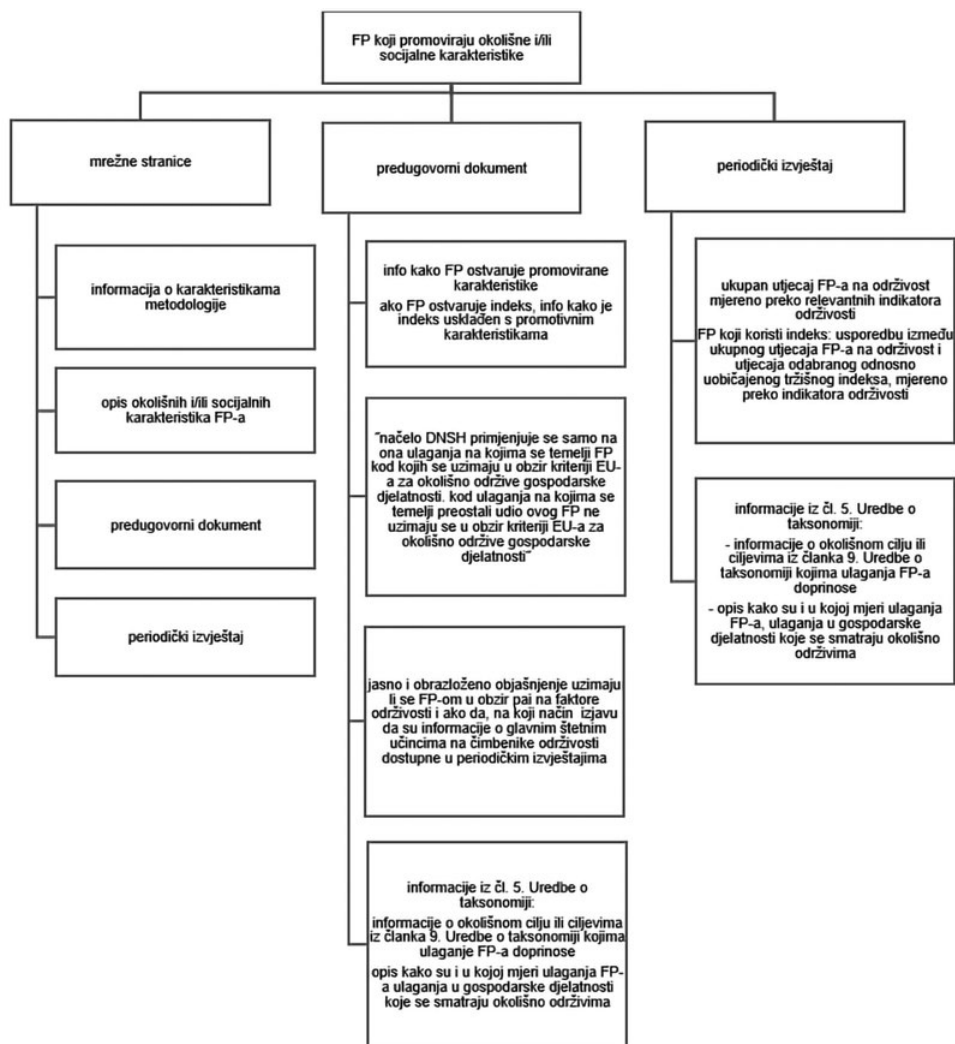 FP koji promoviraju okolišne i/ili
socijalne karakteristike
mrežne stranice
informacija o karakteristikama
metodologije
opis okolišnih i/ili socijalnih
karakteristika FP-a
predugovorni dokument
periodički izvještaj
predugovorni dokument
info kako FP ostvaruje promovirane
karakteristike
ako FP ostvaruje indeks, info kako je
indeks usklađen s promotivnim
karakteristikama
"načelo DNSH primjenjuje se samo na
ona ulaganja na kojima se temelji FP
kod kojih se uzimaju u obzir kriteriji EU-
a za okolišno održive gospodarske
djelatnosti. kod ulaganja na kojima se
temelji preostali udio ovog FP ne
uzimaju se u obzir kriteriji EU-a za
okolišno održive gospodarske
djelatnosti"
jasno i obrazloženo objašnjenje uzimaju
li se FP-om u obzir pai na faktore
održivosti i ako da, na koji način izjavu
da su informacije o glavnim štetnim
učincima na čimbenike održivosti
dostupne u periodičkim izvještajima
informacije iz čl. 5. Uredbe o
taksonomiji:
informacije o okolišnom cilju ili ciljevima
iz članka 9. Uredbe o taksonomiji kojima
ulaganje FP-a doprinose
opis kako su i u kojoj mjeri ulaganja FP-
a ulaganja u gospodarske djelatnosti
koje se smatraju okolišno održivima
periodički izvještaj
ukupan utjecaj FP-a na održivost
mjereno preko relevantnih indikatora
održivosti
FP koji koristi indeks: usporedbu između
ukupnog utjecaja FP-a na održivost i
utjecaja odabranog odnosno
uobičajenog tržišnog indeksa, mjereno
preko indikatora održivosti
informacije iz čl. 5. Uredbe o
taksonomiji:
- informacije o okolišnom cilju ili
ciljevima iz članka 9. Uredbe o
taksonomiji kojima ulaganja FP-a
doprinose
- opis kako su i u kojoj mjeri ulaganja
FP-a, ulaganja u gospodarske
djelatnosti koje se smatraju okolišno
održivima